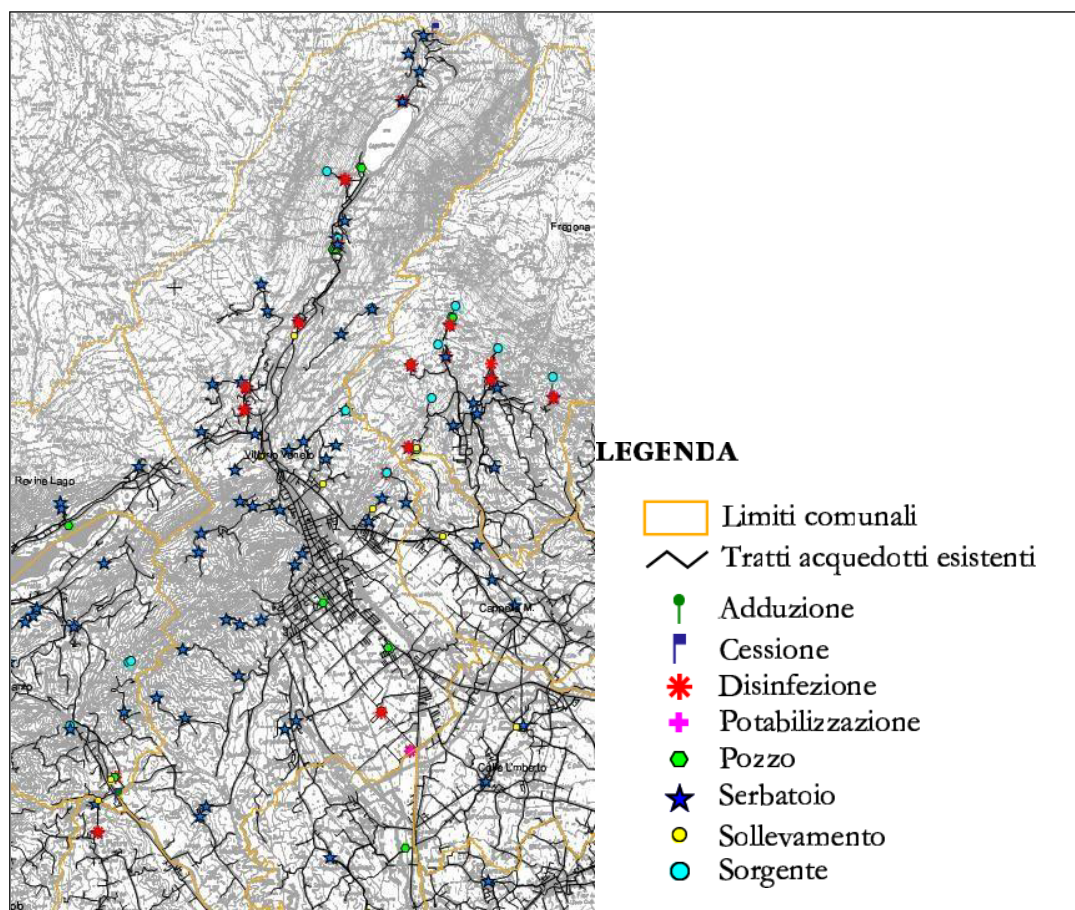 Fregona
Vittorio Veneto
Revine Lago
Cappella M.
Colle Umberto
LEGENDA
Limiti comunali
Tratti acquedotti esistenti
Adduzione
Cessione
Disinfezione
Potabilizzazione
Pozzo
Serbatoio
Sollevamento
Sorgente